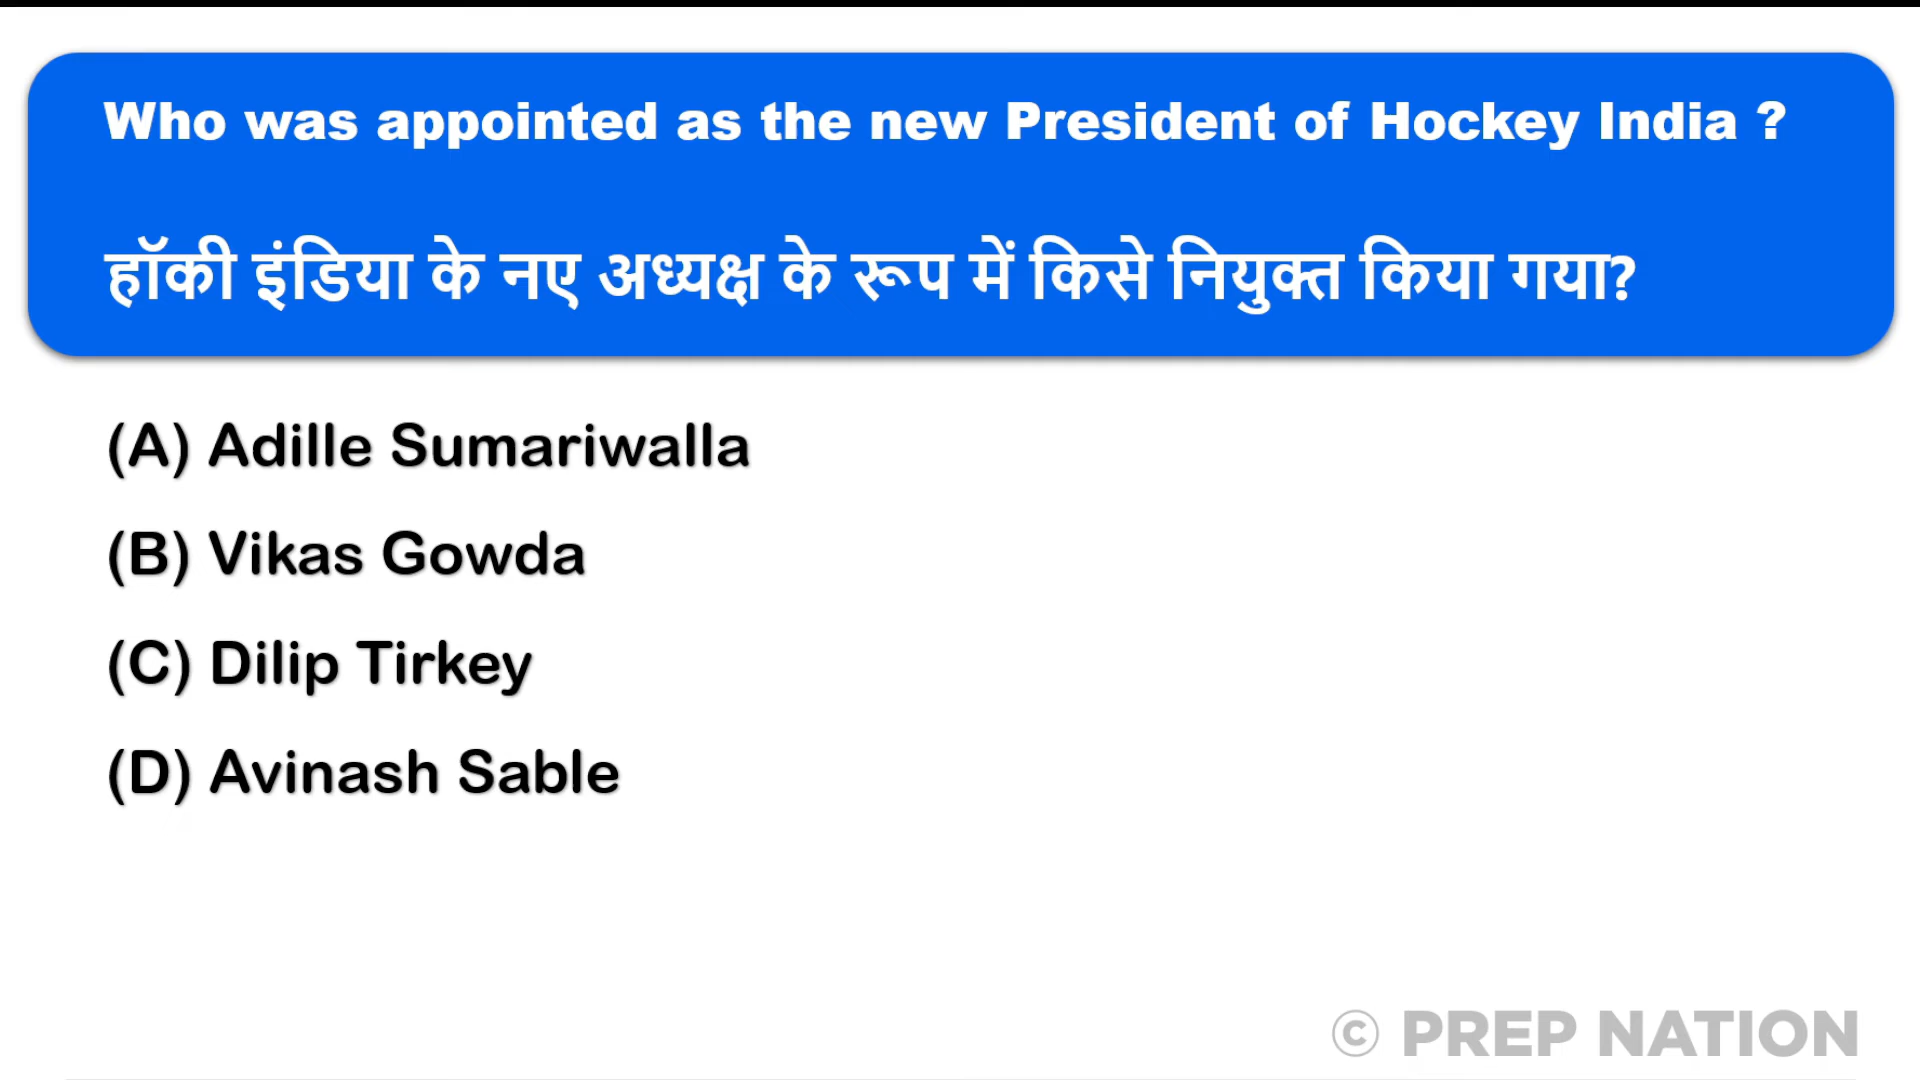 Who was appointed as the new President of Hockey India ?
हॉकी इंडिया के नए अध्यक्ष के रूप में किसे नियुक्त किया गया?
(A) Adille Sumariwalla
(B) Vikas Gowda
(C) Dilip Tirkey
(D) Avinash Sable
© PREP NATION